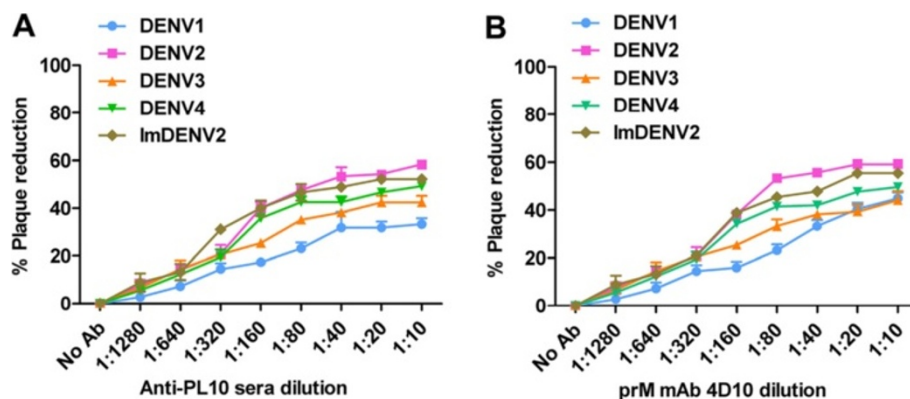 A
DENV1
DENV2
DENV3
DENV4
ImDENV2
% Plaque reduction
100
80
60
40
20
0
No Ab
1:1280
1:640
1:320
1:160
1:80
1:40
1:20
1:10
Anti-PL10 sera dilution
B
DENV1
DENV2
DENV3
DENV4
ImDENV2
% Plaque reduction
100
80
60
40
20
0
No Ab
1:1280
1:640
1:320
1:160
1:80
1:40
1:20
1:10
prM mAb 4D10 dilution